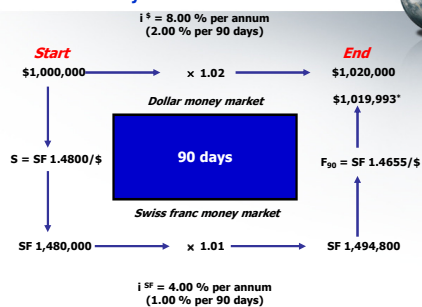 i $ = 8.00 % per annum
(2.00 % per 90 days)
Start
End
$1,000,000
× 1.02
$1,020,000
Dollar money market
$1,019,993*
S = SF 1.4800/$
90 days
F90 = SF 1.4655/$
Swiss franc money market
SF 1,480,000
× 1.01
SF 1,494,800
i SF = 4.00 % per annum
(1.00 % per 90 days)